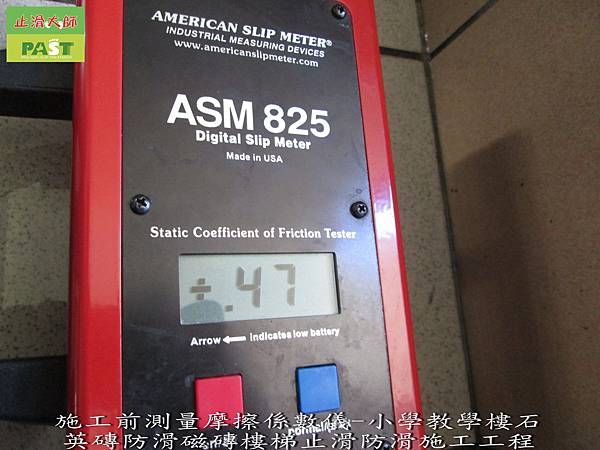 止滑大師
PAST
AMERICAN SLIP METER®
INDUSTRIAL MEASURING DEVICES
www.americanslipmeter.com
ASM 825
Digital Slip Meter
Made in USA
Static Coefficient of Friction Tester
.47
Arrow ← indicates low battery
施工前測量摩擦係數儀-小學教學樓石
英磚防滑磁磚樓梯止滑防滑施工工程